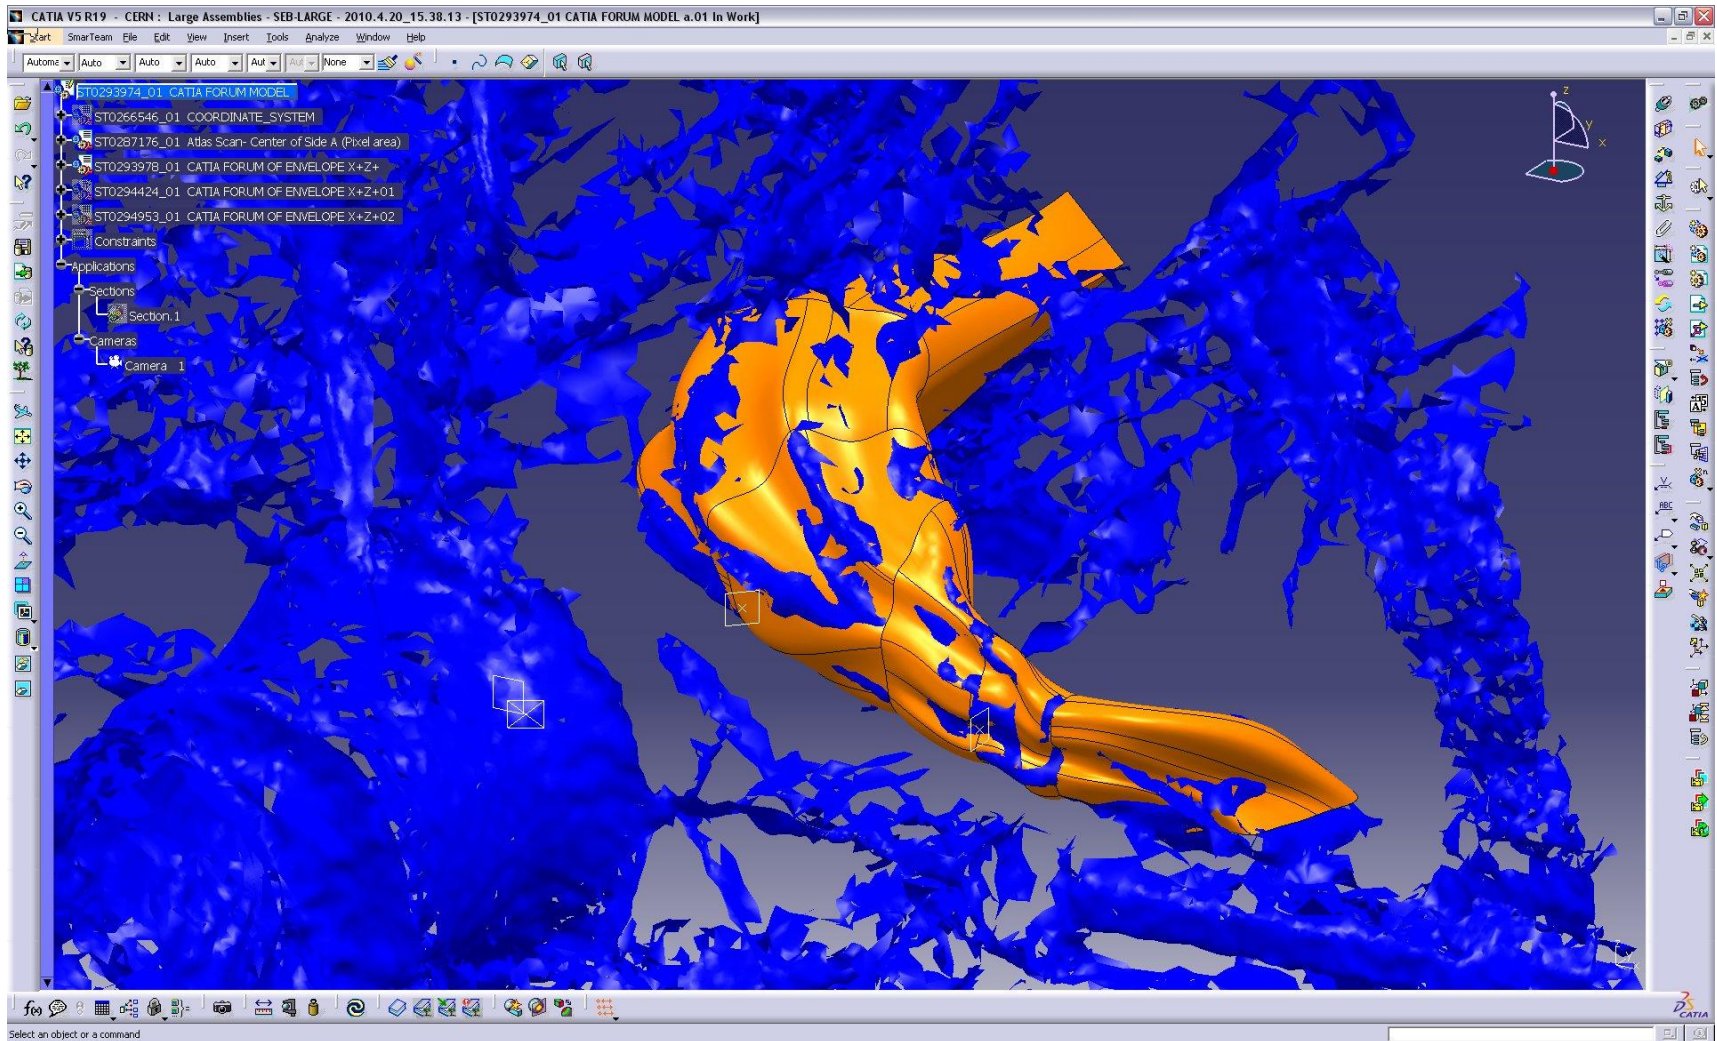 CATIA V5 R19 - CERN : Large Assemblies - SEB-LARGE - 2010.4.20_15.38.13 - [ST0293974_01 CATIA FORUM MODEL a.01 In Work]
Start SmarTeam File Edit View Insert Tools Analyze Window Help
Automa Auto Auto Auto Aut Aut None
ST0293974_01 CATIA FORUM MODEL
ST0266546_01 COORDINATE_SYSTEM
ST0287176_01 Atlas Scan- Center of Side A (Pixel area)
ST0293978_01 CATIA FORUM OF ENVELOPE X+Z+
ST0294424_01 CATIA FORUM OF ENVELOPE X+Z+01
ST0294953_01 CATIA FORUM OF ENVELOPE X+Z+02
Constraints
Applications
Sections
Section.1
Cameras
Camera 1
z
y
x
ABC
f(x)
CATIA
Select an object or a command